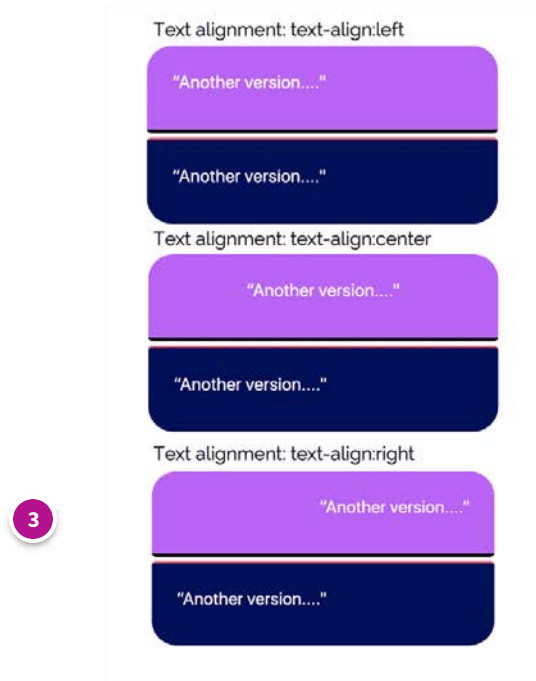 Text alignment: text-align:left
“Another version...."
“Another version...."
Text alignment: text-align:center
“Another version...."
“Another version...."
Text alignment: text-align:right
3
“Another version...."
“Another version...."